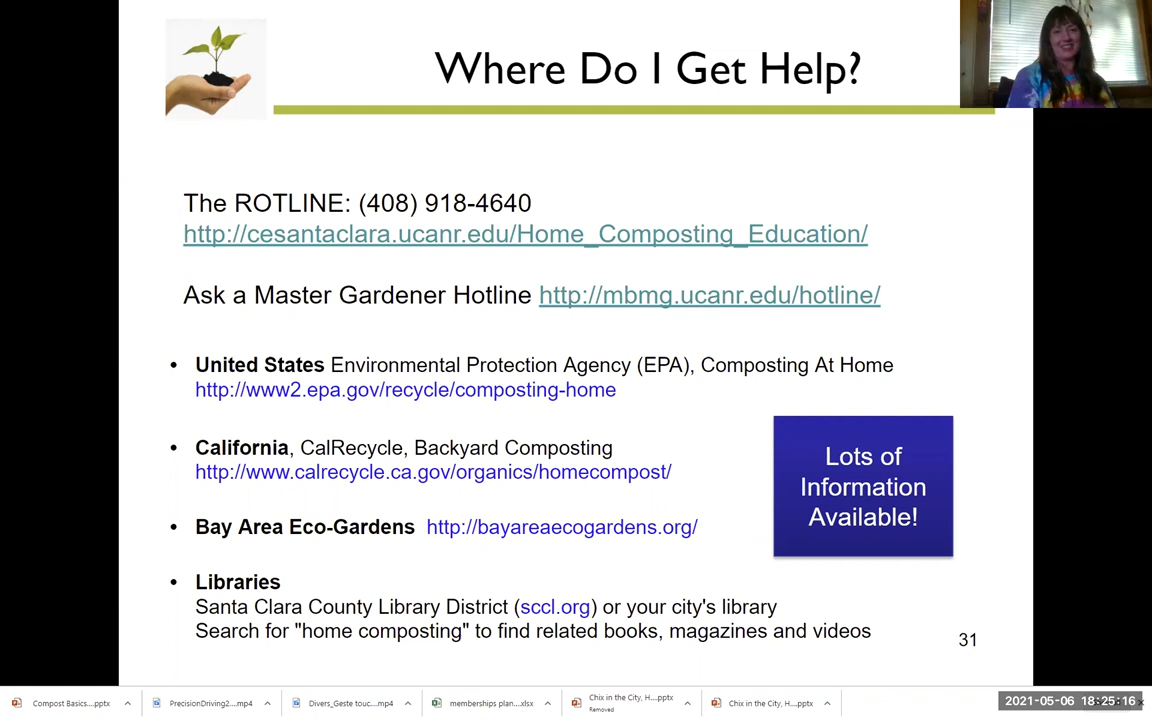 Where Do I Get Help?
The ROTLINE: (408) 918-4640
http://cesantaclara.ucanr.edu/Home_Composting_Education/
Ask a Master Gardener Hotline http://mbmg.ucanr.edu/hotline/
• United States Environmental Protection Agency (EPA), Composting At Home
http://www2.epa.gov/recycle/composting-home
• California, CalRecycle, Backyard Composting
http://www.calrecycle.ca.gov/organics/homecompost/
Lots of
Information
Available!
• Bay Area Eco-Gardens http://bayareaecogardens.org/
• Libraries
Santa Clara County Library District (sccl.org) or your city's library
Search for "home composting" to find related books, magazines and videos
31
Compost Basics....pptx
PrecisionDriving2....mp4
Divers_Geste touc....mp4
memberships plan....xlsx
Chix in the City, H....pptx
Removed
Chix in the City, H....pptx
2021-05-06 18:25:16